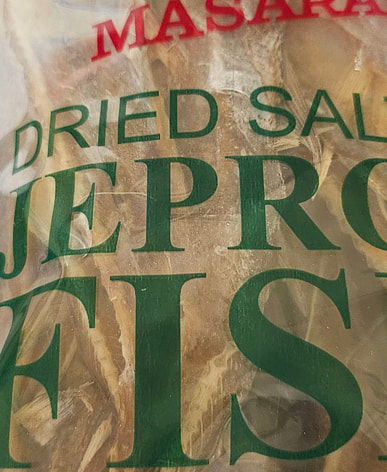 MASARA
DRIED SAL
JEPRO
FIS